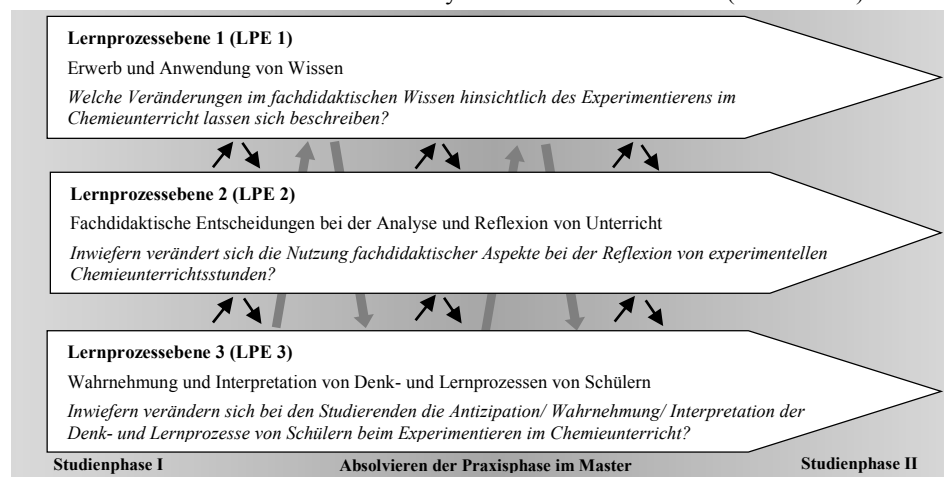 Lernprozessebene 1 (LPE 1)
Erwerb und Anwendung von Wissen
Welche Veränderungen im fachdidaktischen Wissen hinsichtlich des Experimentierens im
Chemieunterricht lassen sich beschreiben?
Lernprozessebene 2 (LPE 2)
Fachdidaktische Entscheidungen bei der Analyse und Reflexion von Unterricht
Inwiefern verändert sich die Nutzung fachdidaktischer Aspekte bei der Reflexion von experimentellen
Chemieunterrichtsstunden?
Lernprozessebene 3 (LPE 3)
Wahrnehmung und Interpretation von Denk- und Lernprozessen von Schülern
Inwiefern verändern sich bei den Studierenden die Antizipation/ Wahrnehmung/ Interpretation der
Denk- und Lernprozesse von Schülern beim Experimentieren im Chemieunterricht?
Studienphase I Absolvieren der Praxisphase im Master Studienphase II